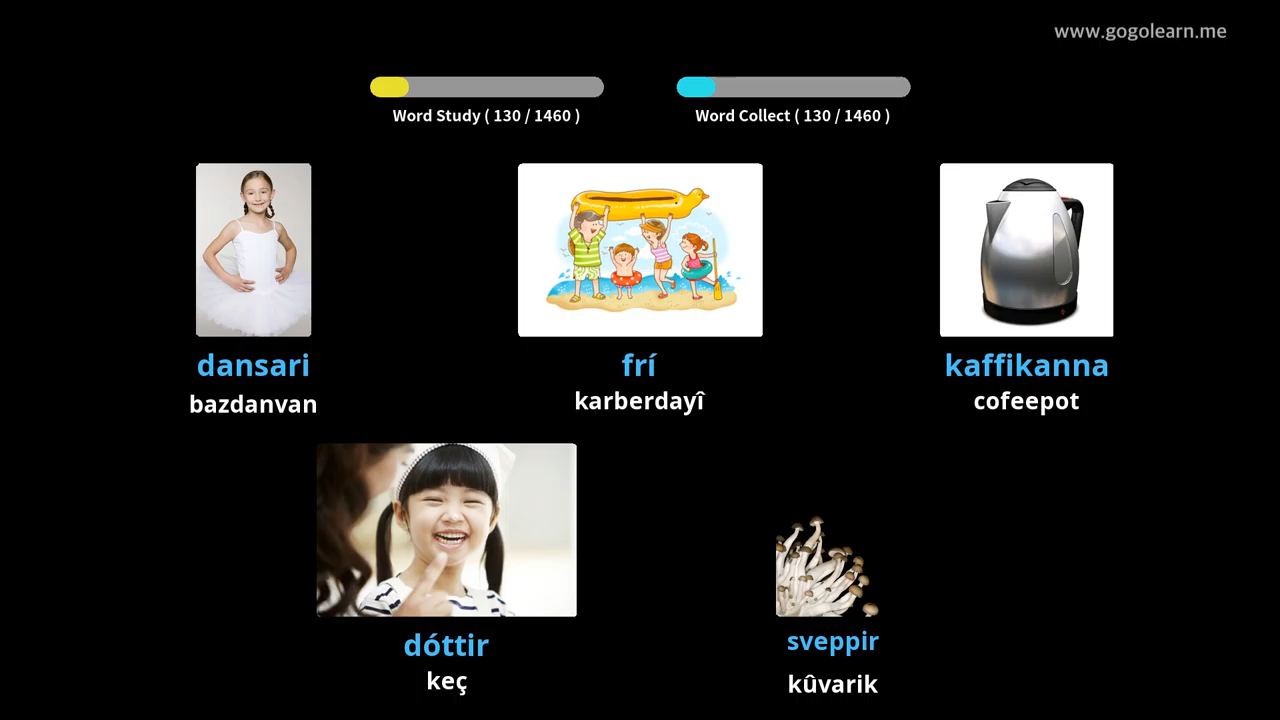 www.gogolearn.me
Word Study ( 130 / 1460 )
Word Collect ( 130 / 1460 )
dansari
bazdanvan
frí
karberdayî
kaffikanna
cofeepot
dóttir
keç
sveppir
kûvarik